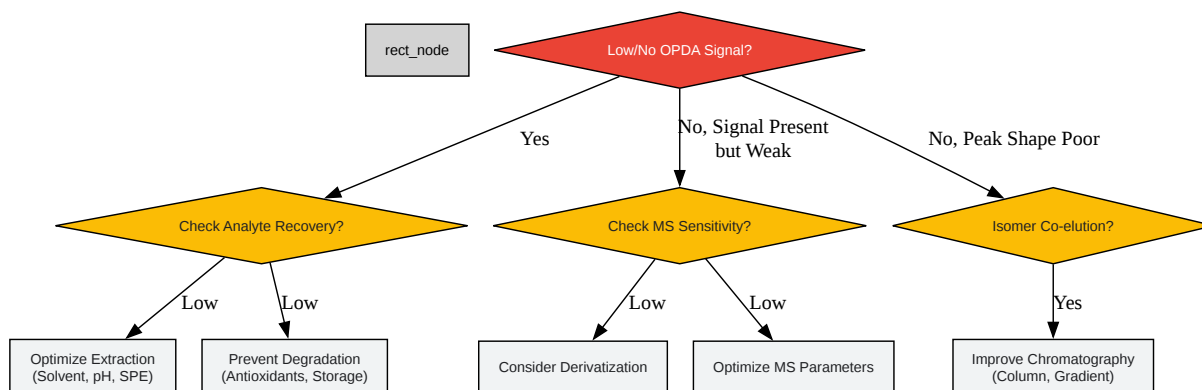 rect_node
Low/No OPDA Signal?
Yes
No, Signal Present
but Weak
No, Peak Shape Poor
Check Analyte Recovery?
Check MS Sensitivity?
Isomer Co-elution?
Low
Low
Low
Low
Yes
Optimize Extraction
(Solvent, pH, SPE)
Prevent Degradation
(Antioxidants, Storage)
Consider Derivatization
Optimize MS Parameters
Improve Chromatography
(Column, Gradient)